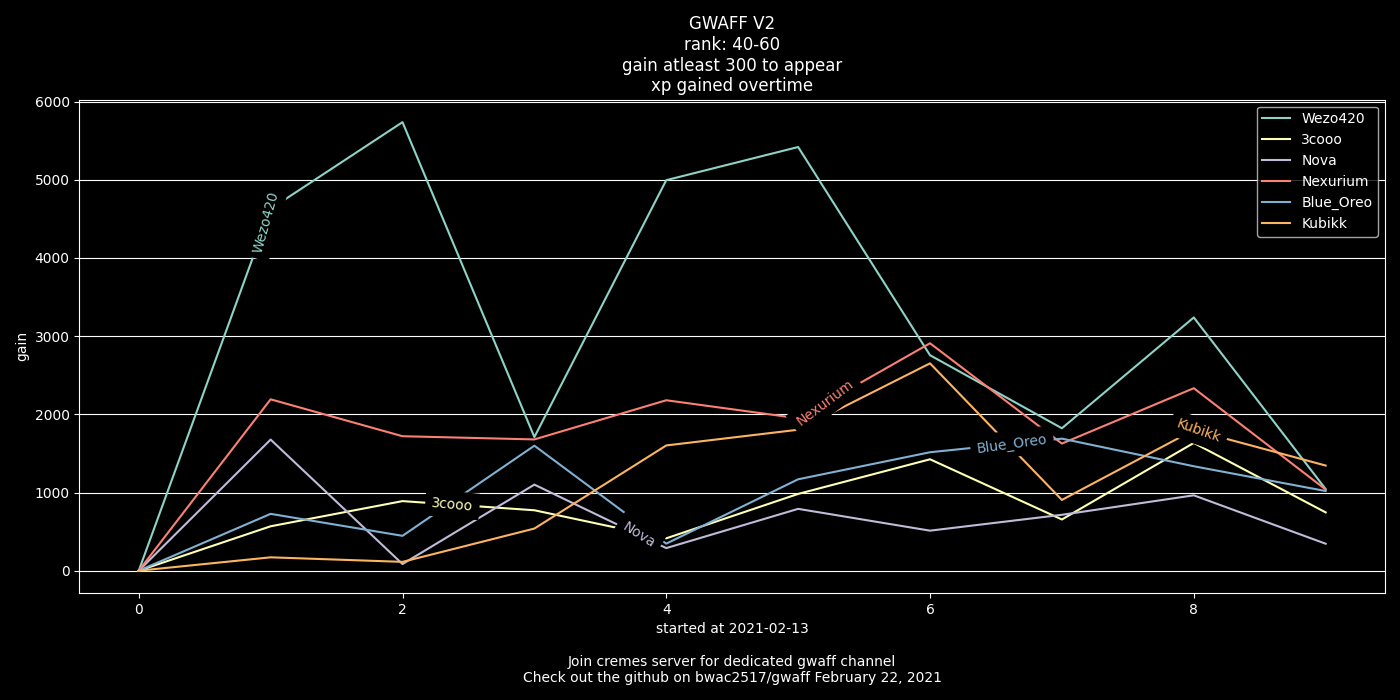 GWAFF V2
rank: 40-60
gain atleast 300 to appear
xp gained overtime
6000
5000
4000
3000
2000
1000
0
gain
Wezo420
3cooo
Nova
Nexurium
Blue_Oreo
Kubikk
Wezo420
3cooo
Nova
Nexurium
Blue_Oreo
Kubikk
0 2 4 6 8
started at 2021-02-13
Join cremes server for dedicated gwaff channel
Check out the github on bwac2517/gwaff February 22, 2021